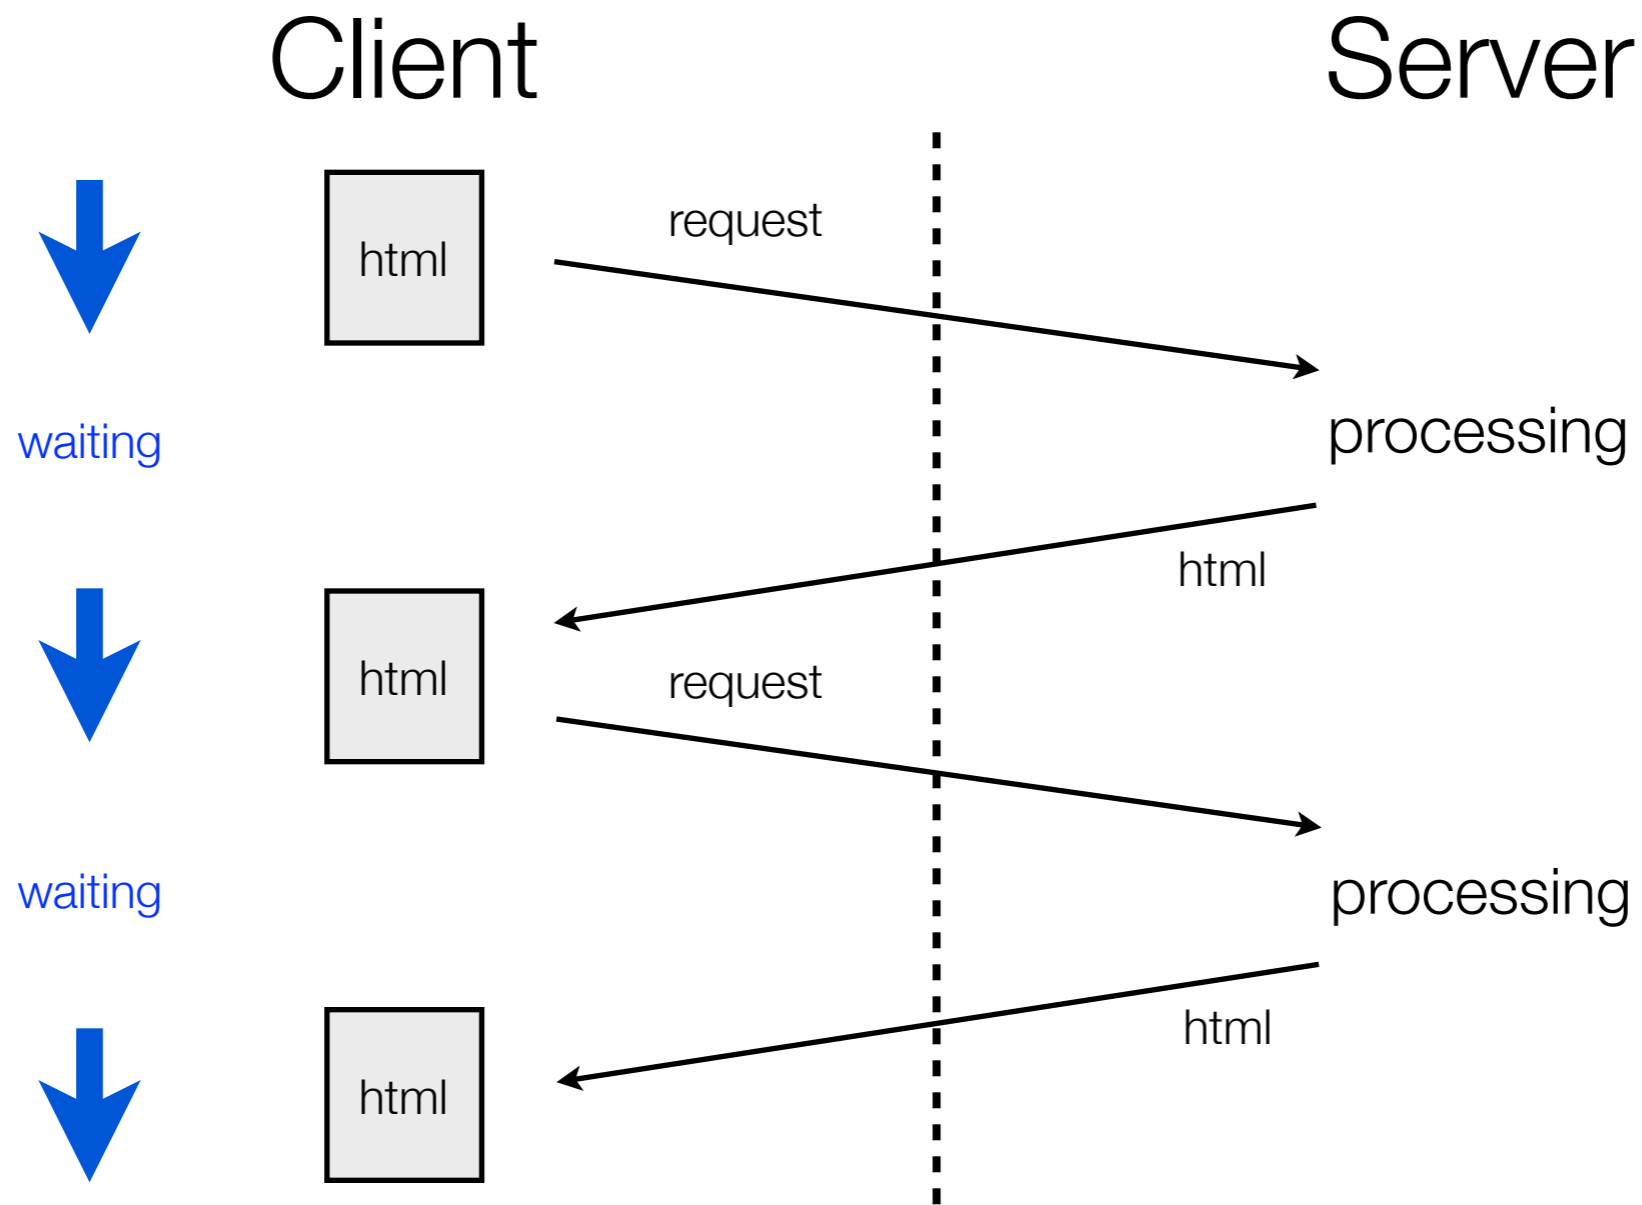 Client
Server
html
request
waiting
processing
html
html
request
waiting
processing
html
html